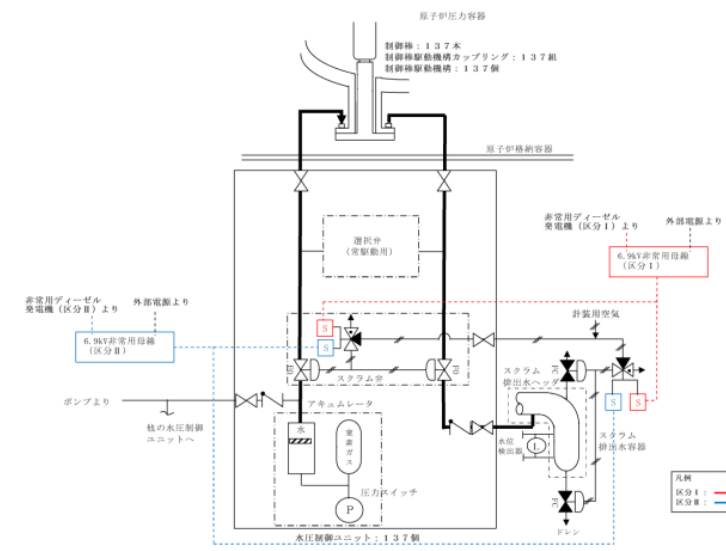 原子炉圧力容器
制御棒：１３７本
制御棒駆動機構カップリング：１３７組
制御棒駆動機構：１３７個
原子炉格納容器
選択弁
（常駆動用）
非常用ディーゼル
発電機（区分Ⅰ）より
外部電源より
6.9kV非常用母線
（区分Ⅰ）
非常用ディーゼル
発電機（区分Ⅱ）より
外部電源より
6.9kV非常用母線
（区分Ⅱ）
計装用空気
S
S
FO
FO
スクラム弁
スクラム
排出水ヘッダ
FC
S
S
ポンプより
他の水圧制御
ユニットへ
アキュムレータ
水
窒素ガス
圧力スイッチ
P
水位
検出器
L
スクラム
排出水容器
FC
ドレン
水圧制御ユニット：１３７個
凡例
区分Ⅰ：
区分Ⅱ：